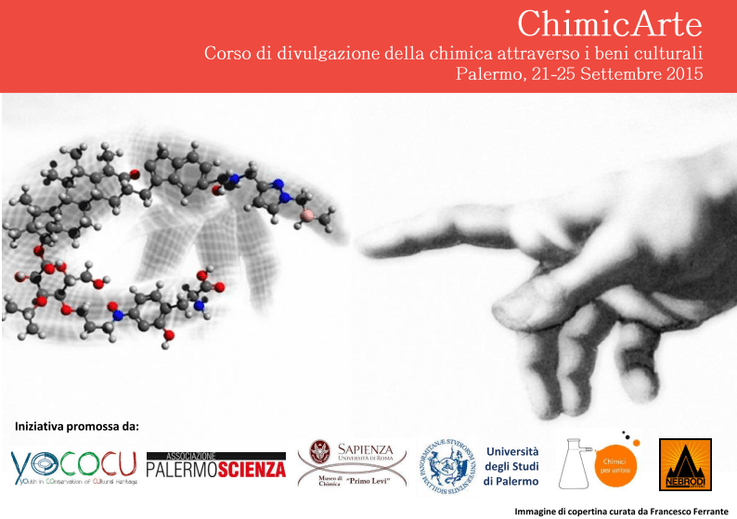 ChimicArte
Corso di divulgazione della chimica attraverso i beni culturali
Palermo, 21-25 Settembre 2015
Iniziativa promossa da:
YOCOCU
YOuth in COnservation of CUltural Heritage
ASSOCIAZIONE
PALERMOSCIENZA
SAPIENZA
UNIVERSITÀ DI ROMA
Museo di
Chimica "Primo Levi"
Università
degli Studi
di Palermo
Chimici
per
NEBRODI
Immagine di copertina curata da Francesco Ferrante